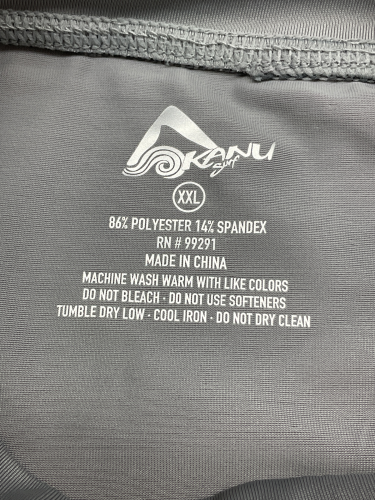 KANU
Surf
XXL
86% POLYESTER 14% SPANDEX
RN # 99291
MADE IN CHINA
MACHINE WASH WARM WITH LIKE COLORS
DO NOT BLEACH · DO NOT USE SOFTENERS
TUMBLE DRY LOW · COOL IRON · DO NOT DRY CLEAN